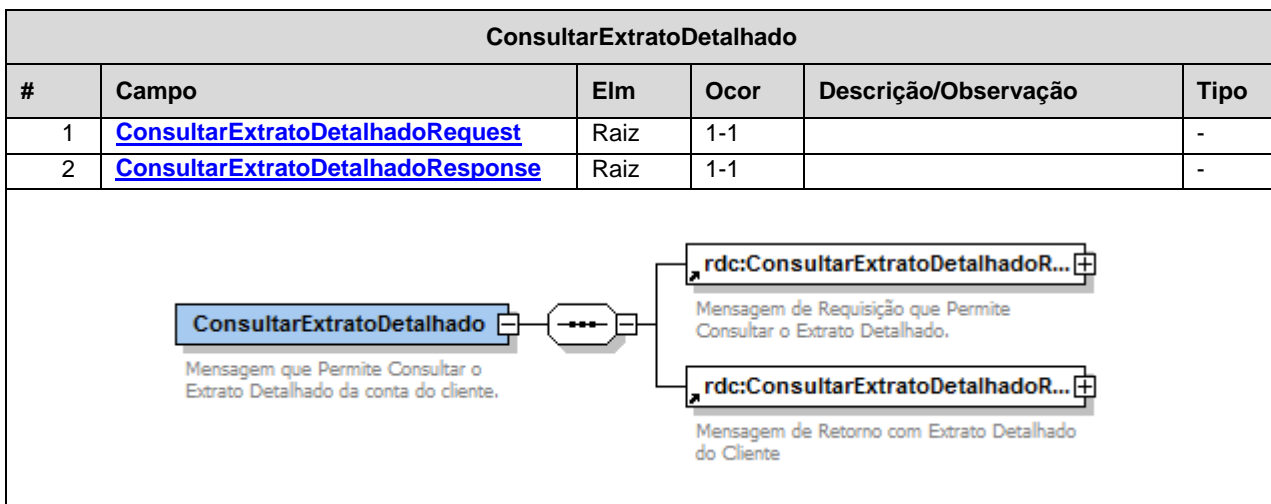 ConsultarExtratoDetalhado
# Campo Elm Ocor Descrição/Observação Tipo
1 ConsultarExtratoDetalhadoRequest Raiz 1-1 -
2 ConsultarExtratoDetalhadoResponse Raiz 1-1 -
rdc:ConsultarExtratoDetalhadoR...
Mensagem de Requisição que Permite
Consultar o Extrato Detalhado.
ConsultarExtratoDetalhado
Mensagem que Permite Consultar o
Extrato Detalhado da conta do cliente.
rdc:ConsultarExtratoDetalhadoR...
Mensagem de Retorno com Extrato Detalhado
do Cliente